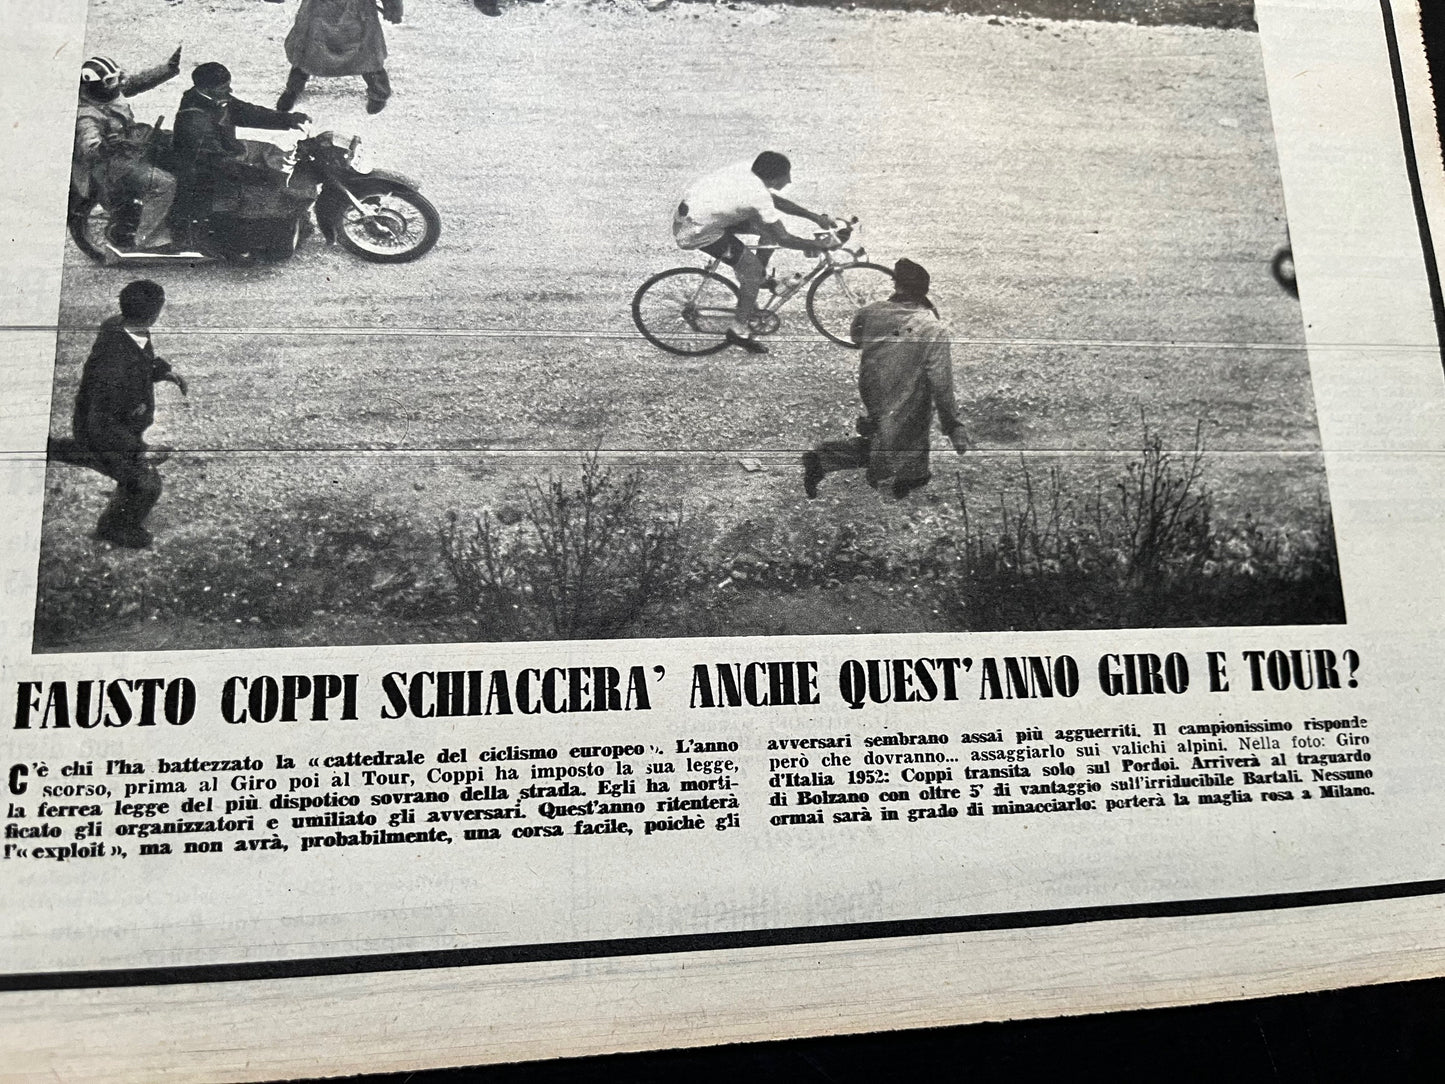 FAUSTO COPPI SCHIACCERA' ANCHE QUEST'ANNO GIRO E TOUR?
C'è chi l'ha battezzato la «cattedrale del ciclismo europeo». L'anno
scorso, prima al Giro poi al Tour, Coppi ha imposto la sua legge,
la ferrea legge del più dispotico sovrano della strada. Egli ha morti-
ficato gli organizzatori e umiliato gli avversari. Quest'anno ritenterà
l'«exploit», ma non avrà, probabilmente, una corsa facile, poichè gli
avversari sembrano assai più agguerriti. Il campionissimo risponde
però che dovranno... assaggiarlo sui valichi alpini. Nella foto: Giro
d'Italia 1952: Coppi transita solo sul Pordoi. Arriverà al traguardo
di Bolzano con oltre 5' di vantaggio sull'irriducibile Bartali. Nessuno
ormai sarà in grado di minacciarlo: porterà la maglia rosa a Milano.